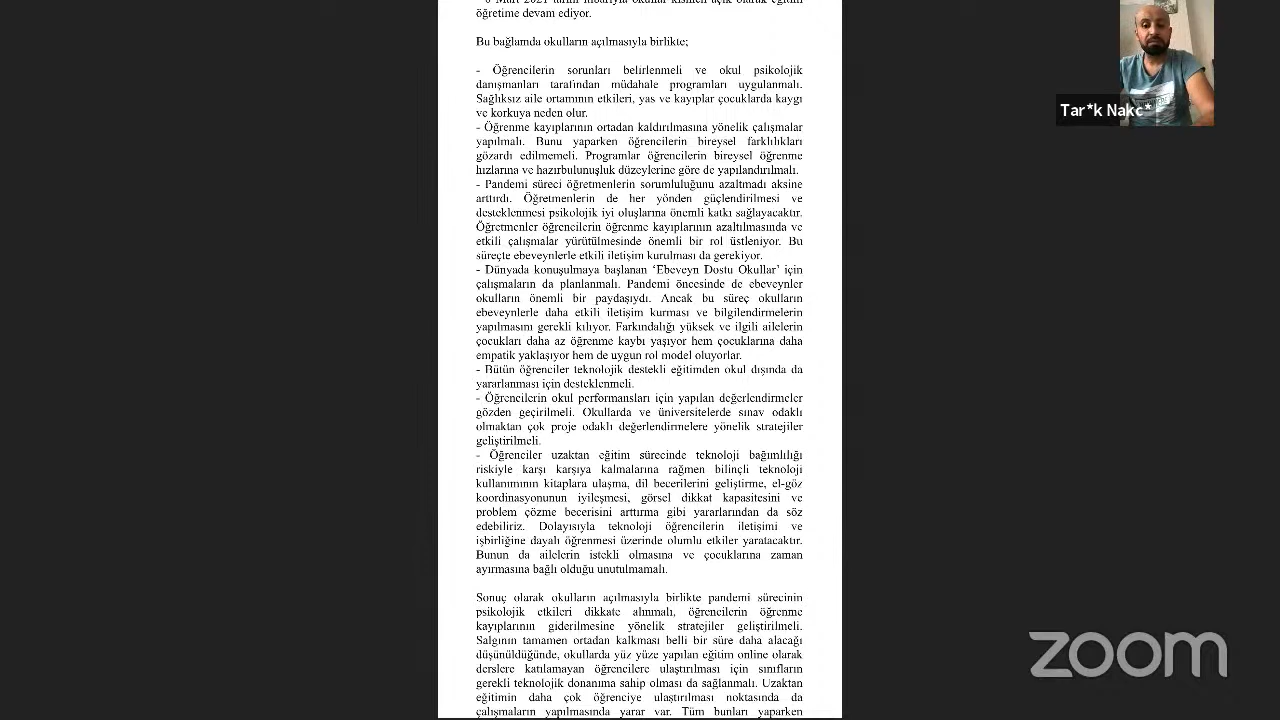 öğretime devam ediyor.
Bu bağlamda okulların açılmasıyla birlikte;
- Öğrencilerin sorunları belirlenmeli ve okul psikolojik
danışmanları tarafından müdahale programları uygulanmalı.
Sağlıksız aile ortamının etkileri, yas ve kayıplar çocuklarda kaygı
ve korkuya neden olur.
- Öğrenme kayıplarının ortadan kaldırılmasına yönelik çalışmalar
yapılmalı. Bunu yaparken öğrencilerin bireysel farklılıkları
gözardı edilmemeli. Programlar öğrencilerin bireysel öğrenme
hızlarına ve hazırbulunuşluk düzeylerine göre de yapılandırılmalı.
- Pandemi süreci öğretmenlerin sorumluluğunu azaltmadı aksine
arttırdı. Öğretmenlerin de her yönden güçlendirilmesi ve
desteklenmesi psikolojik iyi oluşlarına önemli katkı sağlayacaktır.
Öğretmenler öğrencilerin öğrenme kayıplarının azaltılmasında ve
etkili çalışmalar yürütülmesinde önemli bir rol üstleniyor. Bu
süreçte ebeveynlerle etkili iletişim kurulması da gerekiyor.
- Dünyada konuşulmaya başlanan ‘Ebeveyn Dostu Okullar’ için
çalışmaların da planlanmalı. Pandemi öncesinde de ebeveynler
okulların önemli bir paydaşıydı. Ancak bu süreç okulların
ebeveynlerle daha etkili iletişim kurması ve bilgilendirmelerin
yapılmasını gerekli kılıyor. Farkındalığı yüksek ve ilgili ailelerin
çocukları daha az öğrenme kaybı yaşıyor hem çocuklarına daha
empatik yaklaşıyor hem de uygun rol model oluyorlar.
- Bütün öğrenciler teknolojik destekli eğitimden okul dışında da
yararlanması için desteklenmeli.
- Öğrencilerin okul performansları için yapılan değerlendirmeler
gözden geçirilmeli. Okullarda ve üniversitelerde sınav odaklı
olmaktan çok proje odaklı değerlendirmelere yönelik stratejiler
geliştirilmeli.
- Öğrenciler uzaktan eğitim sürecinde teknoloji bağımlılığı
riskiyle karşı karşıya kalmalarına rağmen bilinçli teknoloji
kullanımının kitaplara ulaşma, dil becerilerini geliştirme, el-göz
koordinasyonunun iyileşmesi, görsel dikkat kapasitesini ve
problem çözme becerisini arttırma gibi yararlarından da söz
edebiliriz. Dolayısıyla teknoloji öğrencilerin iletişimi ve
işbirliğine dayalı öğrenmesi üzerinde olumlu etkiler yaratacaktır.
Bunun da ailelerin istekli olmasına ve çocuklarına zaman
ayırmasına bağlı olduğu unutulmamalı.
Sonuç olarak okulların açılmasıyla birlikte pandemi sürecinin
psikolojik etkileri dikkate alınmalı, öğrencilerin öğrenme
kayıplarının giderilmesine yönelik stratejiler geliştirilmeli.
Salgının tamamen ortadan kalkması belli bir süre daha alacağı
düşünüldüğünde, okullarda yüz yüze yapılan eğitim online olarak
derslere katılamayan öğrencilere ulaştırılması için sınıfların
gerekli teknolojik donanıma sahip olması da sağlanmalı. Uzaktan
eğitimin daha çok öğrenciye ulaştırılması noktasında da
çalışmaların yapılmasında yarar var. Tüm bunları yaparken
Tar*k Nakc*
zoom